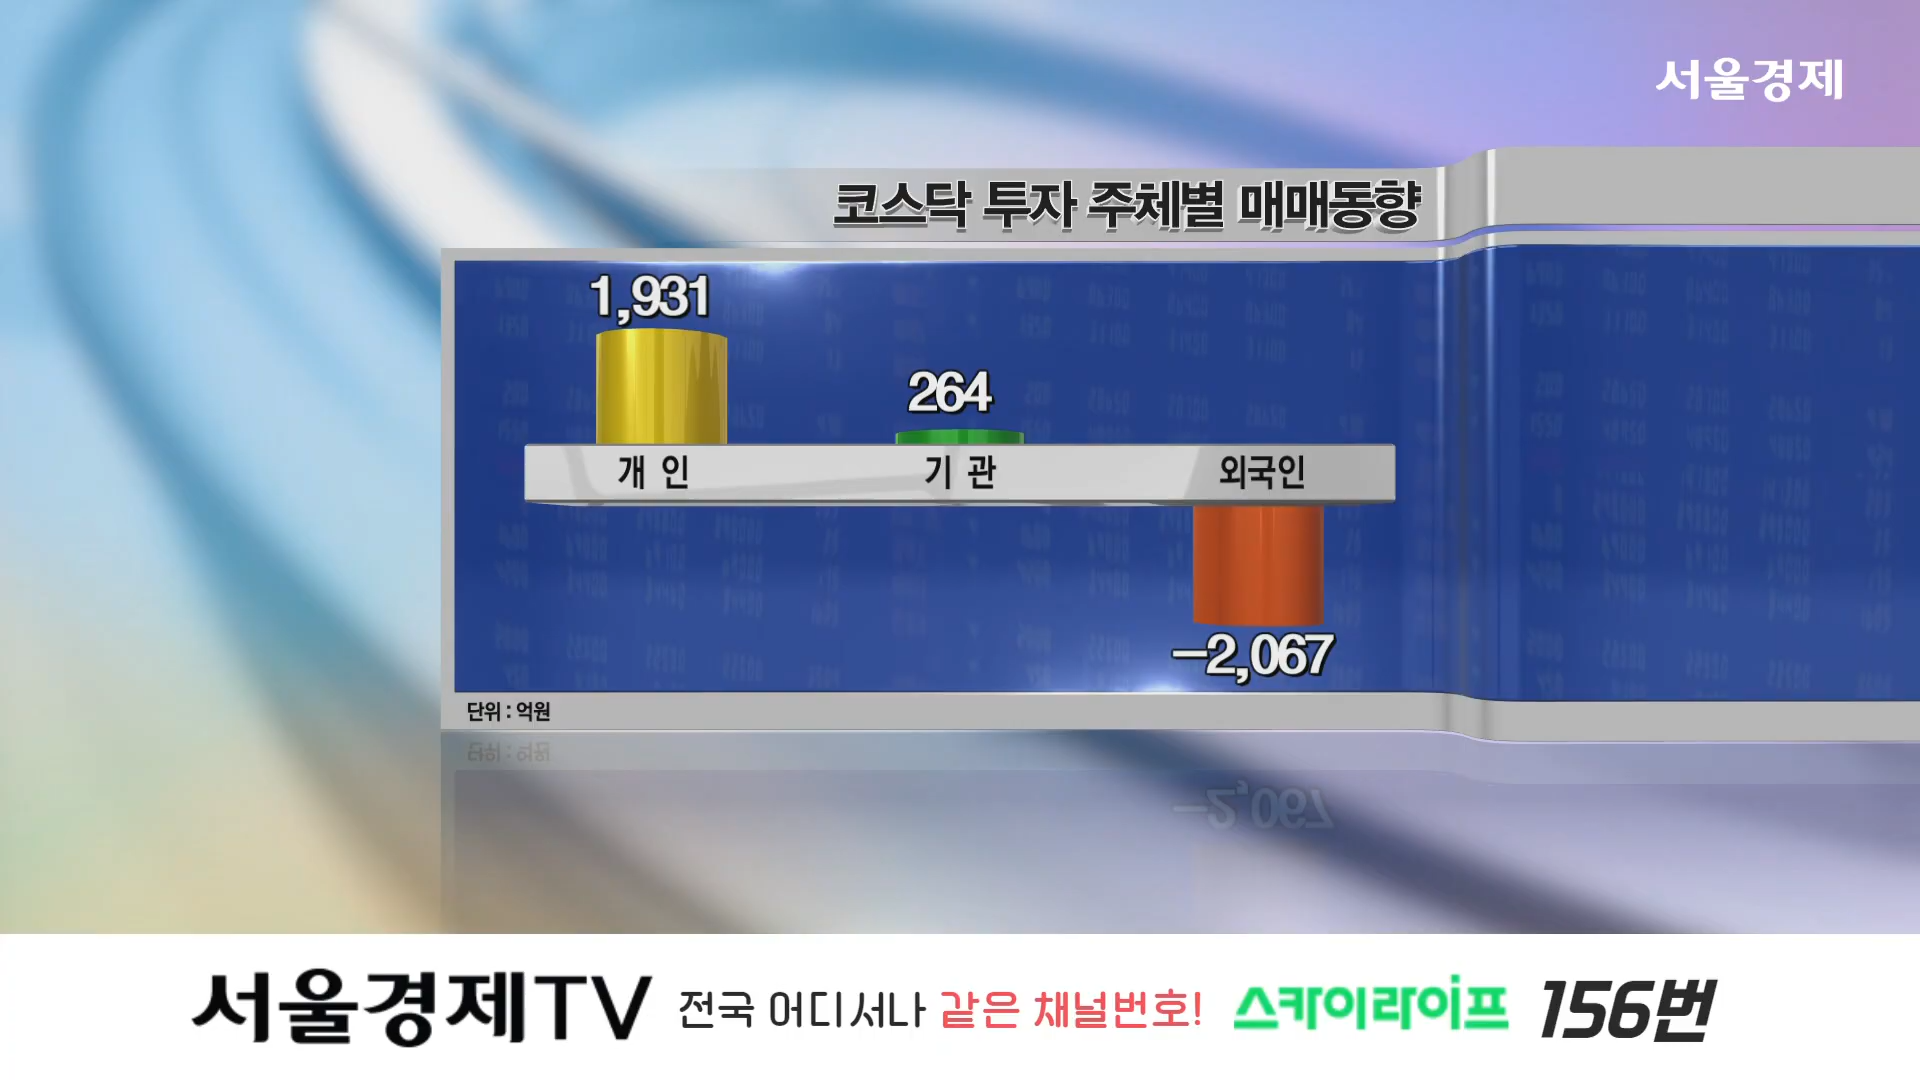 서울경제
코스닥 투자 주체별 매매동향
1,931
264
개 인
기 관
외국인
-2,067
단위 : 억원
서울경제TV 전국 어디서나 같은 채널번호! 스카이라이프 156번